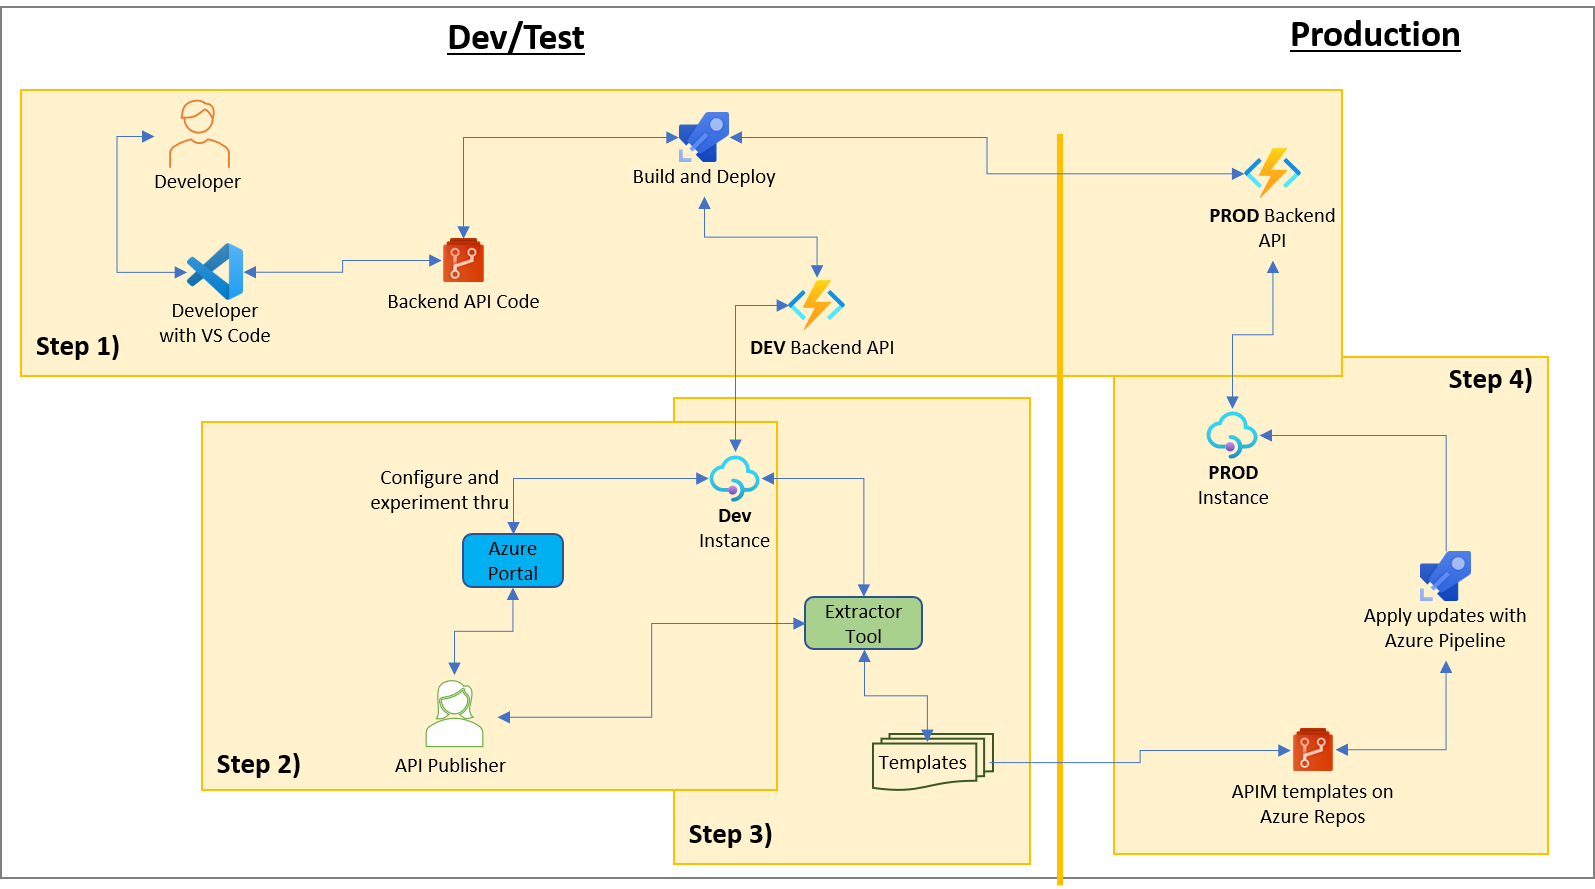 Dev/Test
Production
Developer
Build and Deploy
PROD Backend
API
Backend API Code
Developer
with VS Code
Step 1)
DEV Backend API
Step 4)
Configure and
experiment thru
Dev
Instance
PROD
Instance
Azure
Portal
Extractor
Tool
Apply updates with
Azure Pipeline
API Publisher
Step 2)
Templates
APIM templates on
Azure Repos
Step 3)